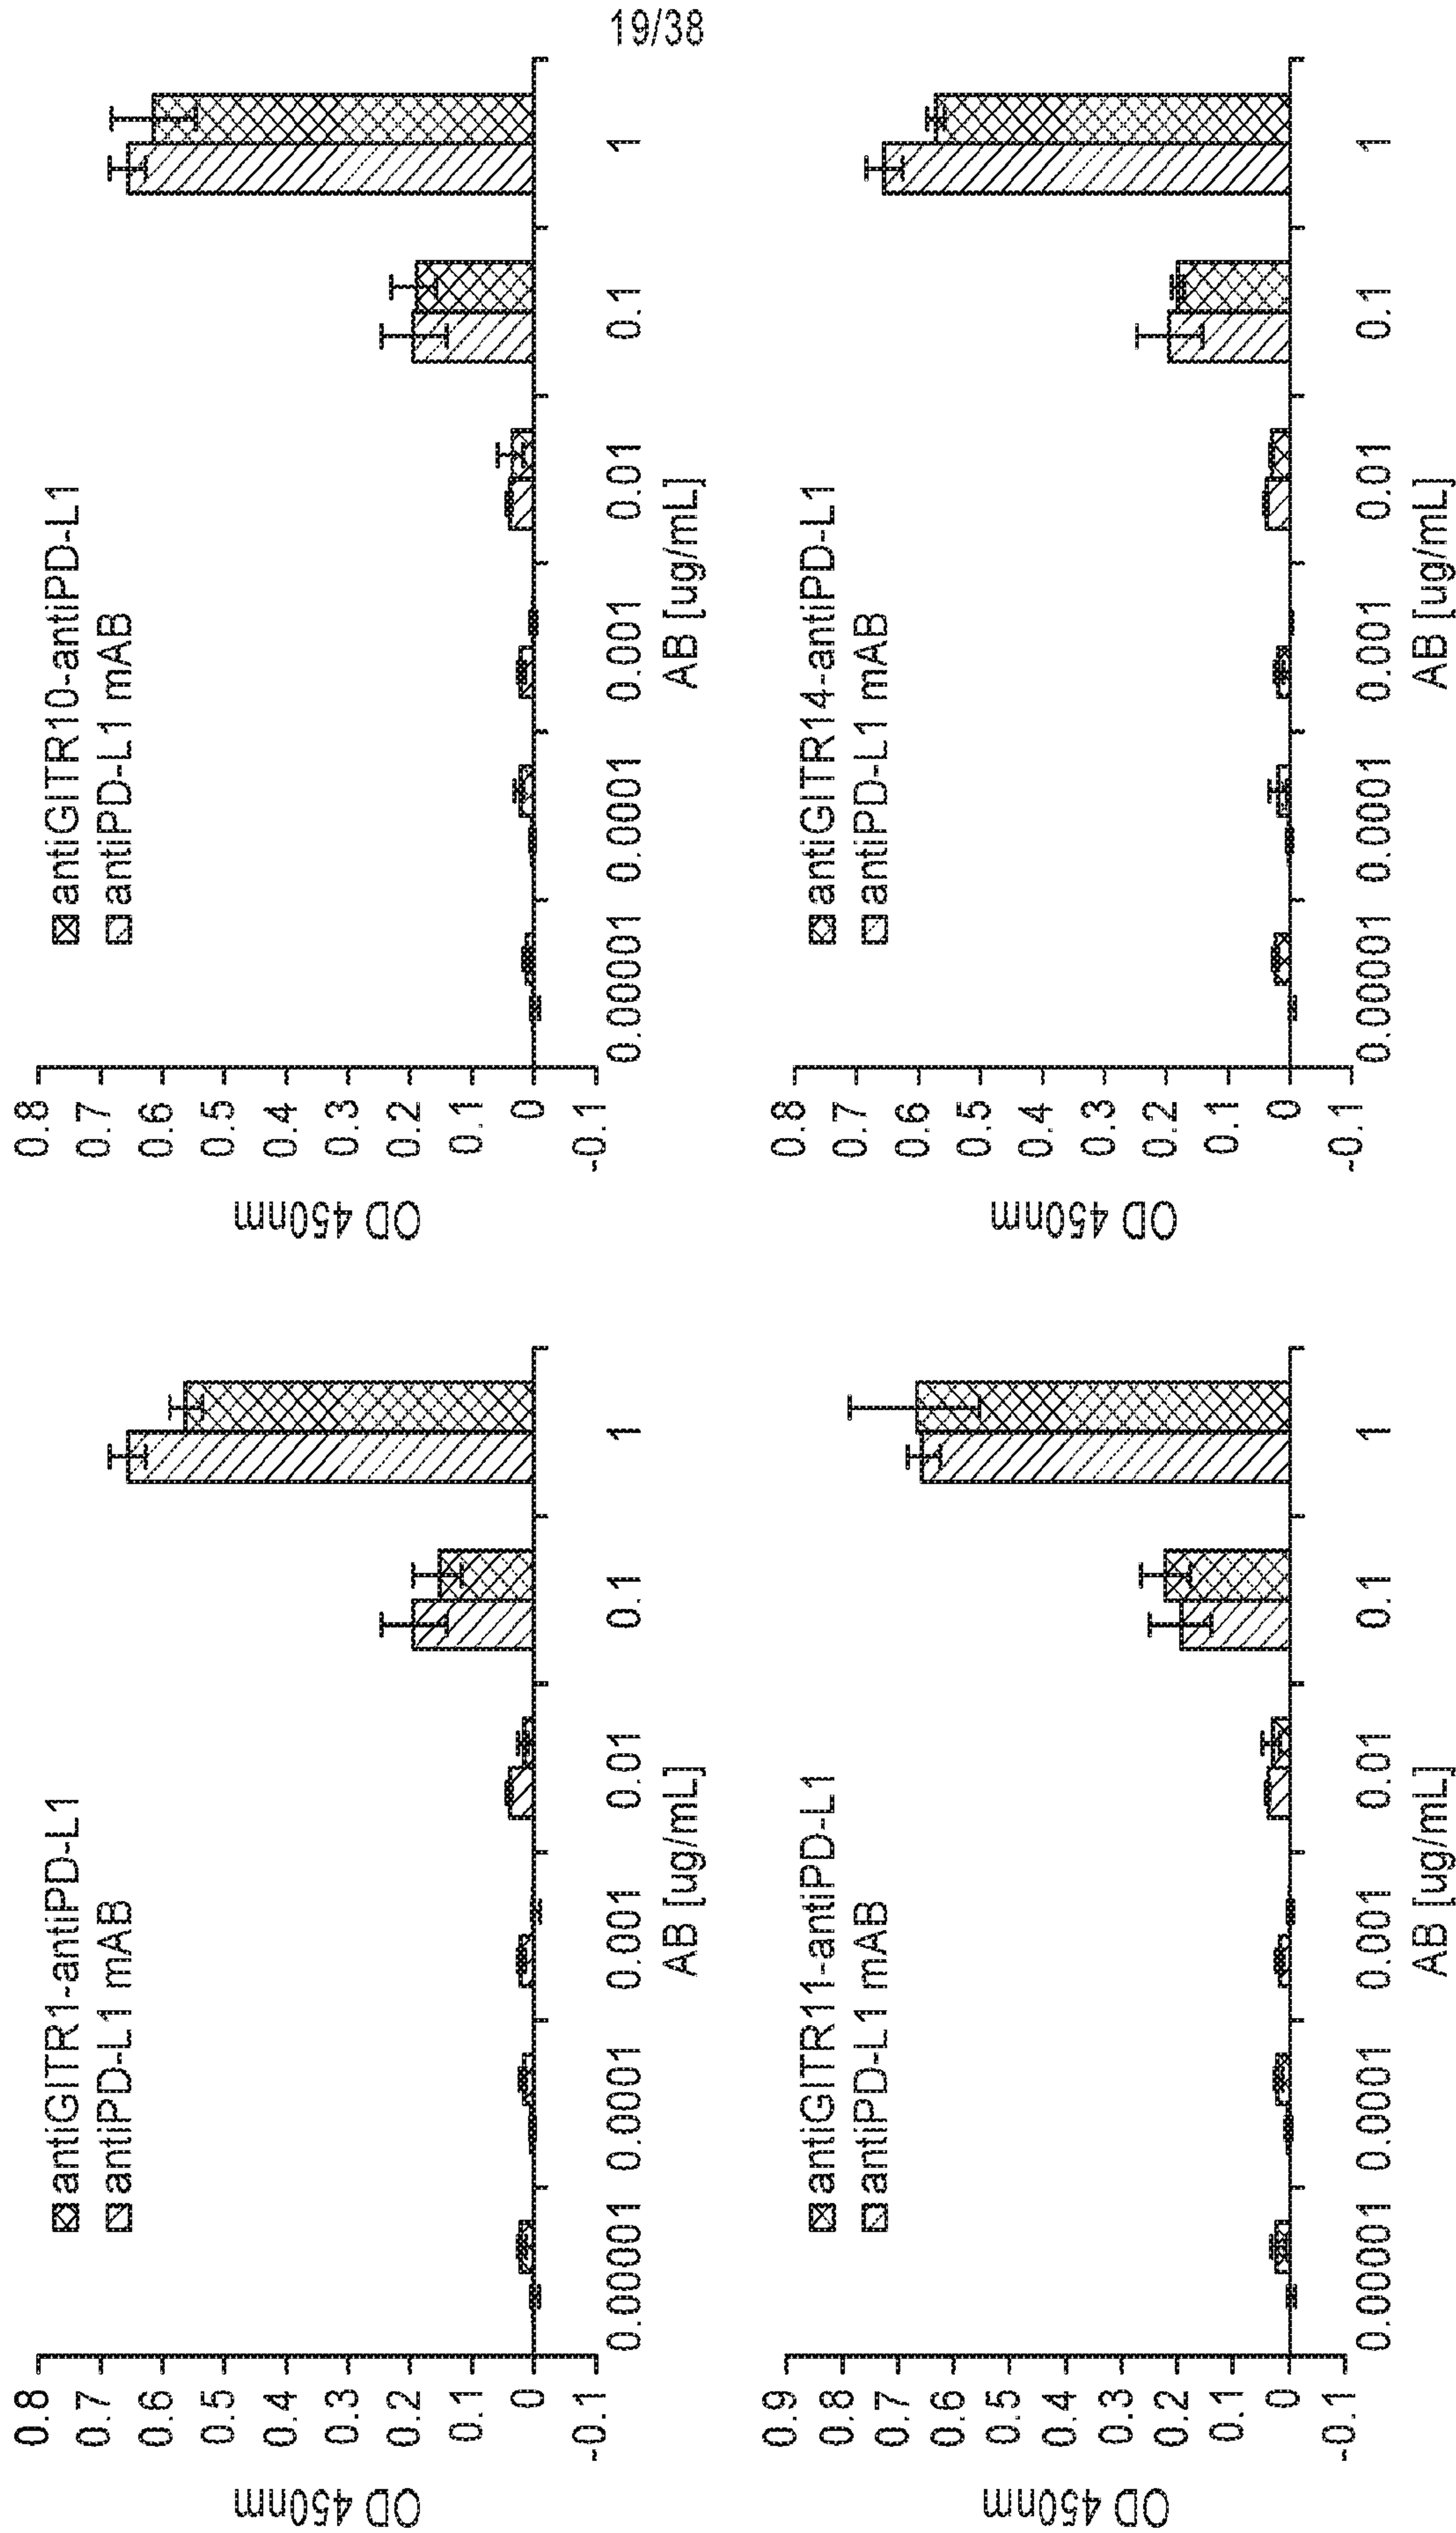 19/38
antiGITR1-antiPD-L1
antiPD-L1 mAB
OD 450nm
0.8
0.7
0.6
0.5
0.4
0.3
0.2
0.1
0
-0.1
0.00001 0.0001 0.001 0.01 0.1 1
AB [ug/mL]
antiGITR10-antiPD-L1
antiPD-L1 mAB
OD 450nm
0.8
0.7
0.6
0.5
0.4
0.3
0.2
0.1
0
-0.1
0.00001 0.0001 0.001 0.01 0.1 1
AB [ug/mL]
antiGITR11-antiPD-L1
antiPD-L1 mAB
OD 450nm
0.9
0.8
0.7
0.6
0.5
0.4
0.3
0.2
0.1
0
-0.1
0.00001 0.0001 0.001 0.01 0.1 1
AB [ug/mL]
antiGITR14-antiPD-L1
antiPD-L1 mAB
OD 450nm
0.8
0.7
0.6
0.5
0.4
0.3
0.2
0.1
0
-0.1
0.00001 0.0001 0.001 0.01 0.1 1
AB [ug/mL]